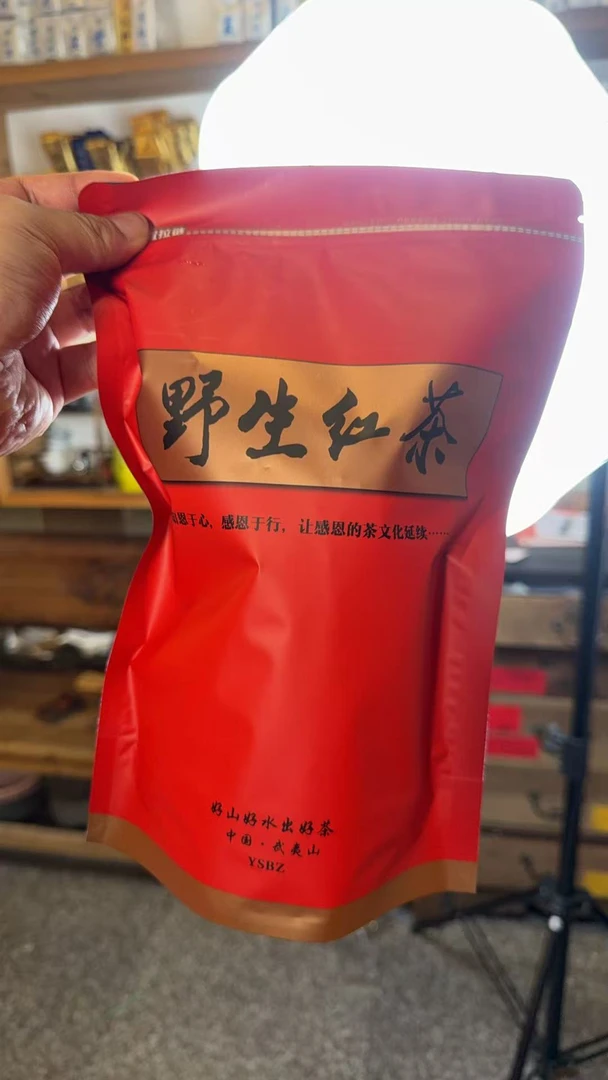 野生红茶
感恩于心，感恩于行，让感恩的茶文化延续……
好山好水出好茶
中国·武夷山
YSBZ